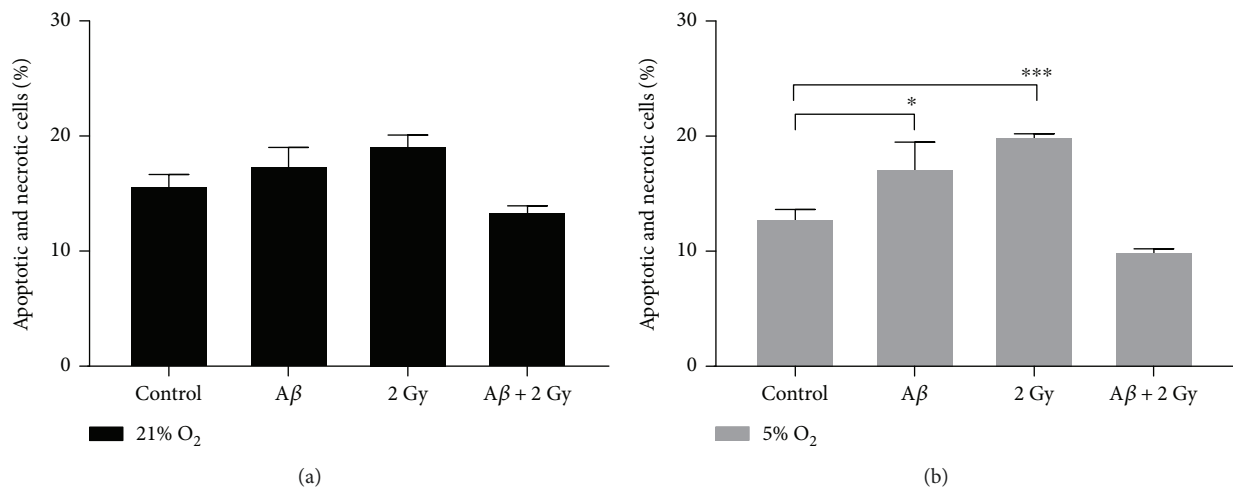 Apoptotic and necrotic cells (%)
30
20
10
0
Control
Aβ
2 Gy
Aβ + 2 Gy
21% O₂
(a)
Apoptotic and necrotic cells (%)
30
20
10
0
***
*
Control
Aβ
2 Gy
Aβ + 2 Gy
5% O₂
(b)